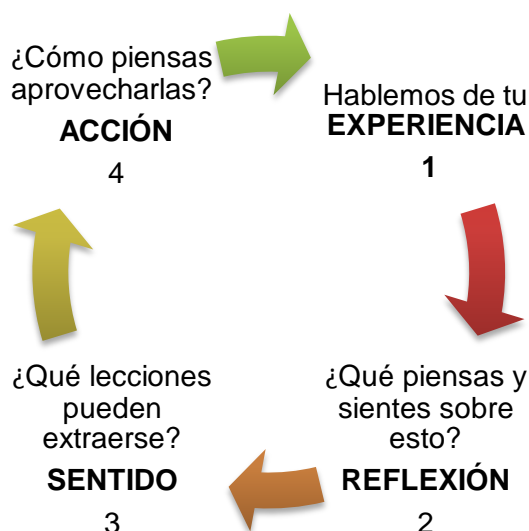 ¿Cómo piensas
aprovecharlas?
ACCIÓN
4
Hablemos de tu
EXPERIENCIA
1
¿Qué lecciones
pueden
extraerse?
SENTIDO
3
¿Qué piensas y
sientes sobre
esto?
REFLEXIÓN
2